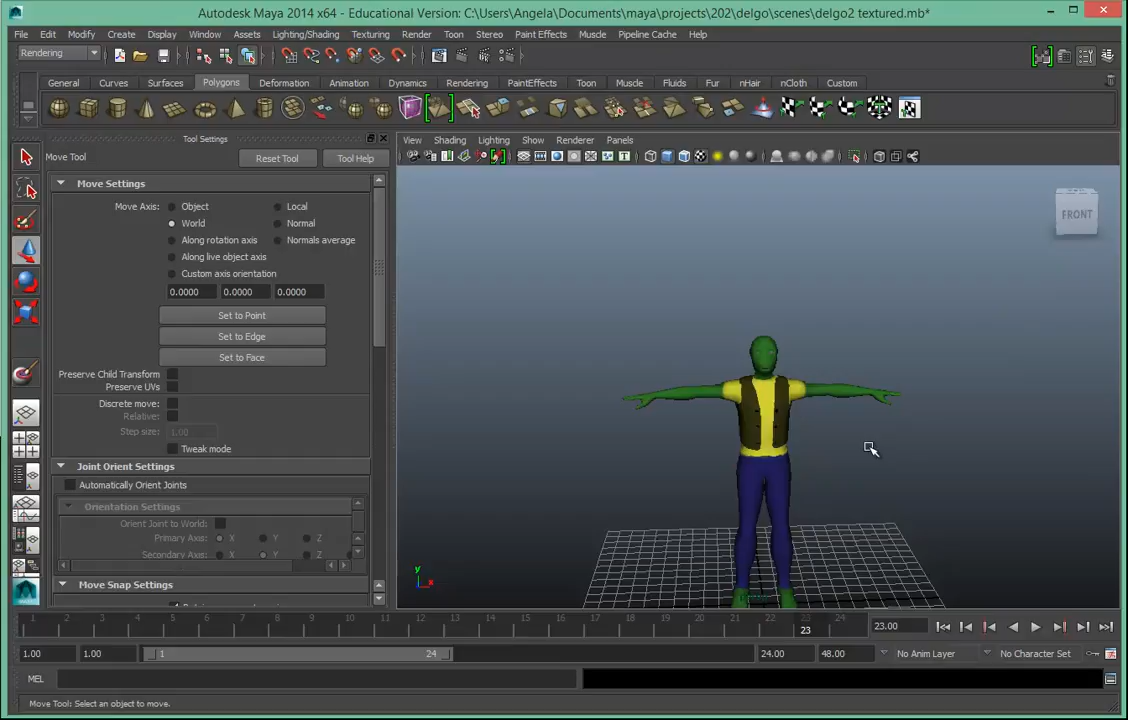 Autodesk Maya 2014 x64 - Educational Version: C:\Users\Angela\Documents\maya\projects\202\delgo\scenes\delgo2 textured.mb*
File Edit Modify Create Display Window Assets Lighting/Shading Texturing Render Toon Stereo Paint Effects Muscle Pipeline Cache Help
Rendering
General Curves Surfaces Polygons Deformation Animation Dynamics Rendering PaintEffects Toon Muscle Fluids Fur nHair nCloth Custom
Tool Settings
View Shading Lighting Show Renderer Panels
Move Tool Reset Tool Tool Help
Move Settings
Move Axis: Object Local
World Normal
Along rotation axis Normals average
Along live object axis
Custom axis orientation
0.0000 0.0000 0.0000
Set to Point
Set to Edge
Set to Face
Preserve Child Transform
Preserve UVs
Discrete move:
Relative:
Step size: 1.00
Tweak mode
Joint Orient Settings
Automatically Orient Joints
Orientation Settings
Orient Joint to World:
Primary Axis: X Y Z
Secondary Axis: X Y Z
Move Snap Settings
FRONT
y
x
1 2 3 4 5 6 7 8 9 10 11 12 13 14 15 16 17 18 19 20 21 22 23 24
23
23.00
1.00 1.00 1 24 24.00 48.00 No Anim Layer No Character Set
MEL
Move Tool: Select an object to move.